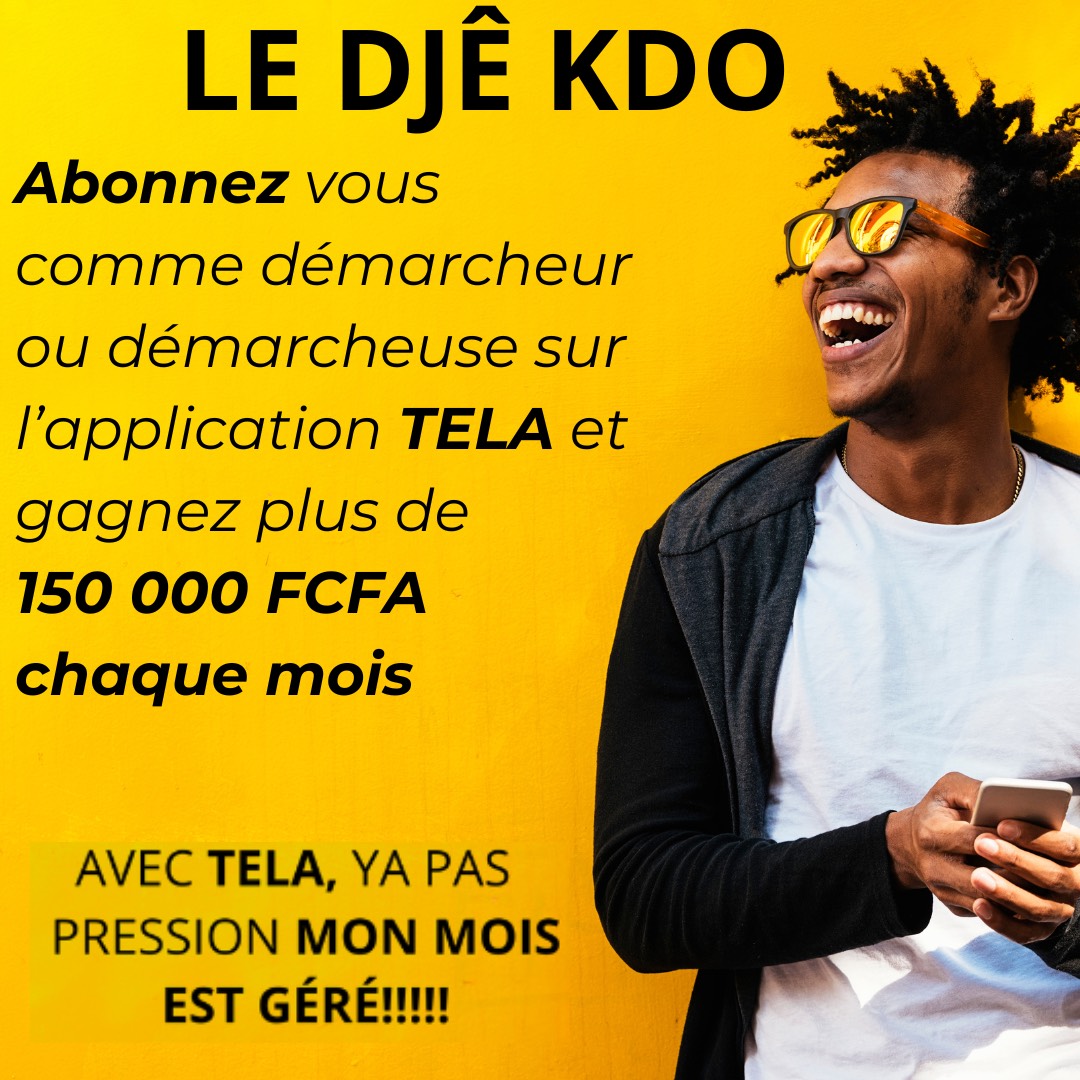 LE DJÊ KDO
Abonnez vous
comme démarcheur
ou démarcheuse sur
l’application TELA et
gagnez plus de
150 000 FCFA
chaque mois
AVEC TELA, YA PAS
PRESSION MON MOIS
EST GÉRÉ!!!!!